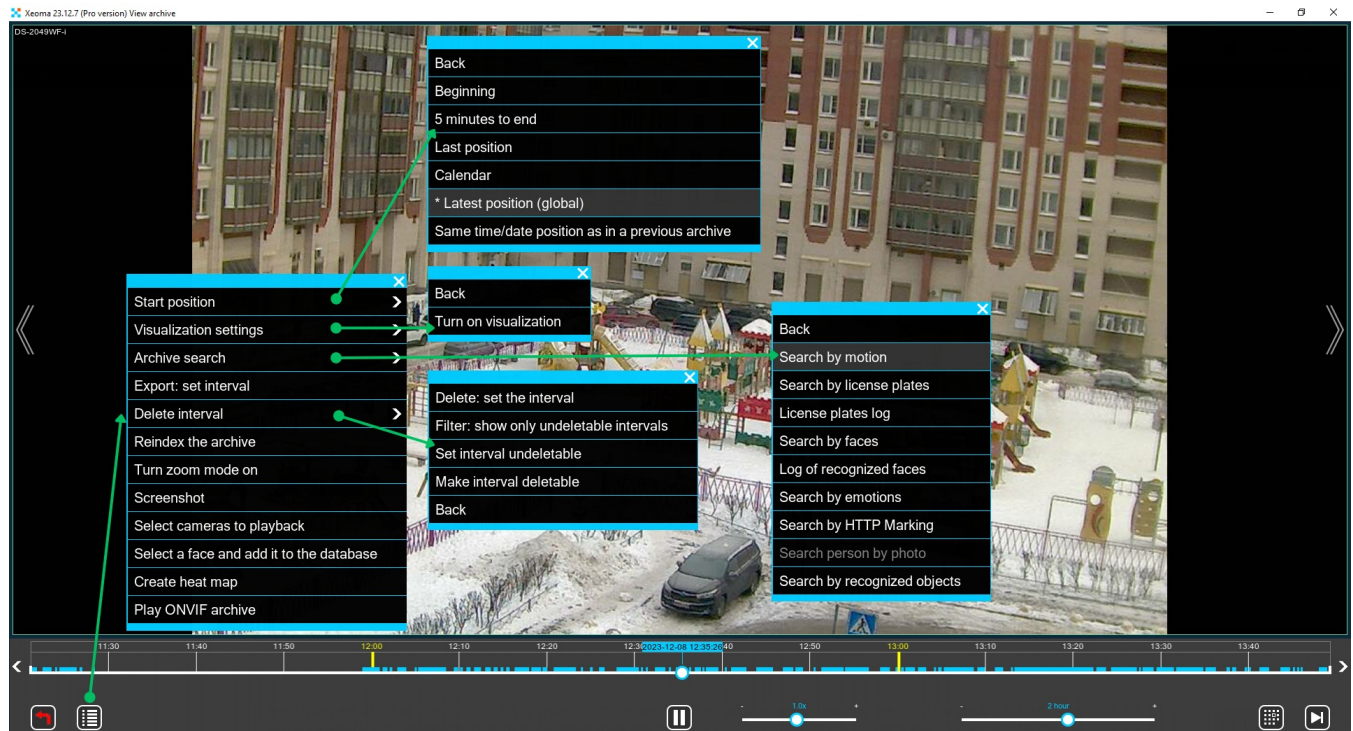 Xeoma 23.12.7 (Pro version) View archive
DS-2049WF-i
Back
Beginning
5 minutes to end
Last position
Calendar
* Latest position (global)
Same time/date position as in a previous archive
Start position
Visualization settings
Archive search
Export: set interval
Delete interval
Reindex the archive
Turn zoom mode on
Screenshot
Select cameras to playback
Select a face and add it to the database
Create heat map
Play ONVIF archive
Back
Turn on visualization
Delete: set the interval
Filter: show only undeletable intervals
Set interval undeletable
Make interval deletable
Back
Back
Search by motion
Search by license plates
License plates log
Search by faces
Log of recognized faces
Search by emotions
Search by HTTP Marking
Search person by photo
Search by recognized objects
11:30 11:40 11:50 12:00 12:10 12:20 12:30 2023-12-08 12:35:26 40 12:50 13:00 13:10 13:20 13:30 13:40
- 1.0x + - 2 hour +